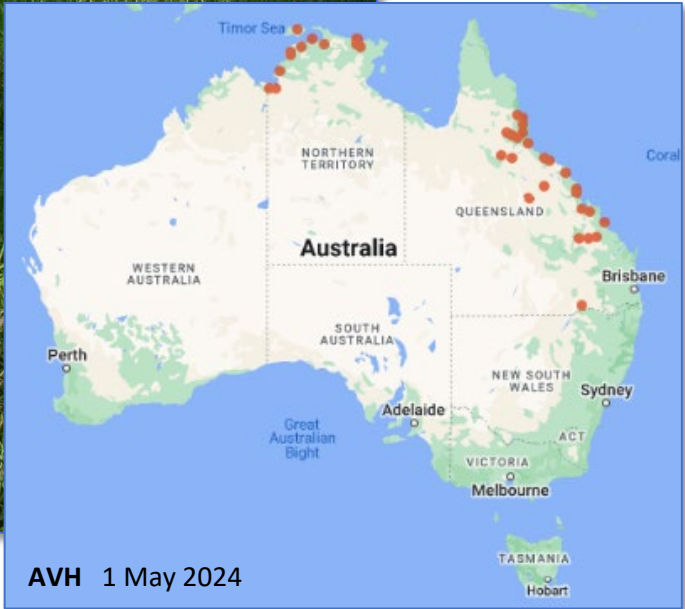 Timor Sea
Coral
NORTHERN
TERRITORY
QUEENSLAND
Australia
WESTERN
AUSTRALIA
Brisbane
SOUTH
AUSTRALIA
Perth
NEW SOUTH
WALES
Sydney
Adelaide
Great
Australian
Bight
ACT
VICTORIA
Melbourne
TASMANIA
Hobart
AVH 1 May 2024